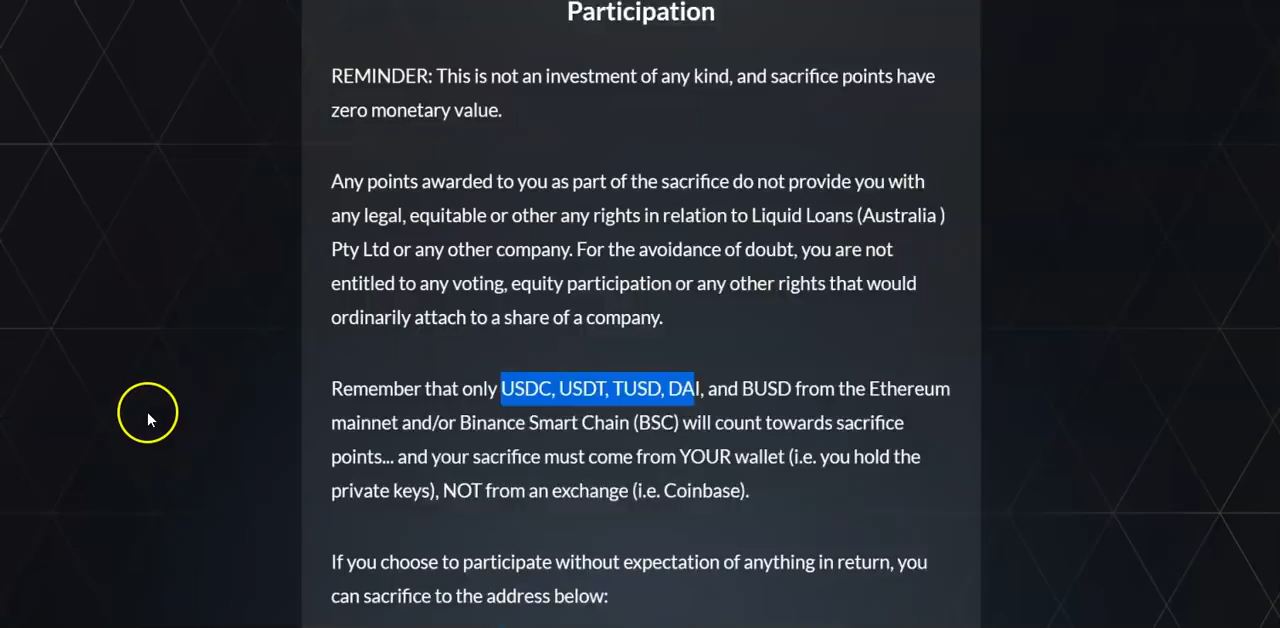 Participation
REMINDER: This is not an investment of any kind, and sacrifice points have
zero monetary value.
Any points awarded to you as part of the sacrifice do not provide you with
any legal, equitable or other any rights in relation to Liquid Loans (Australia )
Pty Ltd or any other company. For the avoidance of doubt, you are not
entitled to any voting, equity participation or any other rights that would
ordinarily attach to a share of a company.
Remember that only USDC, USDT, TUSD, DAI, and BUSD from the Ethereum
mainnet and/or Binance Smart Chain (BSC) will count towards sacrifice
points... and your sacrifice must come from YOUR wallet (i.e. you hold the
private keys), NOT from an exchange (i.e. Coinbase).
If you choose to participate without expectation of anything in return, you
can sacrifice to the address below: